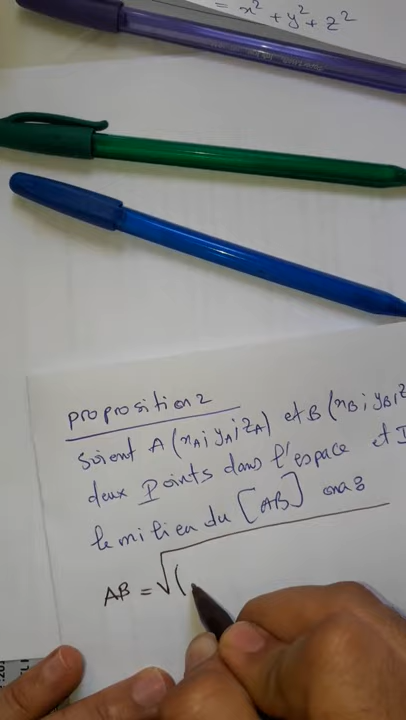 = x² + y² + z²
proposition 2
soient A (xA; yA; zA) et B (xB; yB; z
deux Points dans l'espace et I
le milieu du [AB] ona:
AB = √(